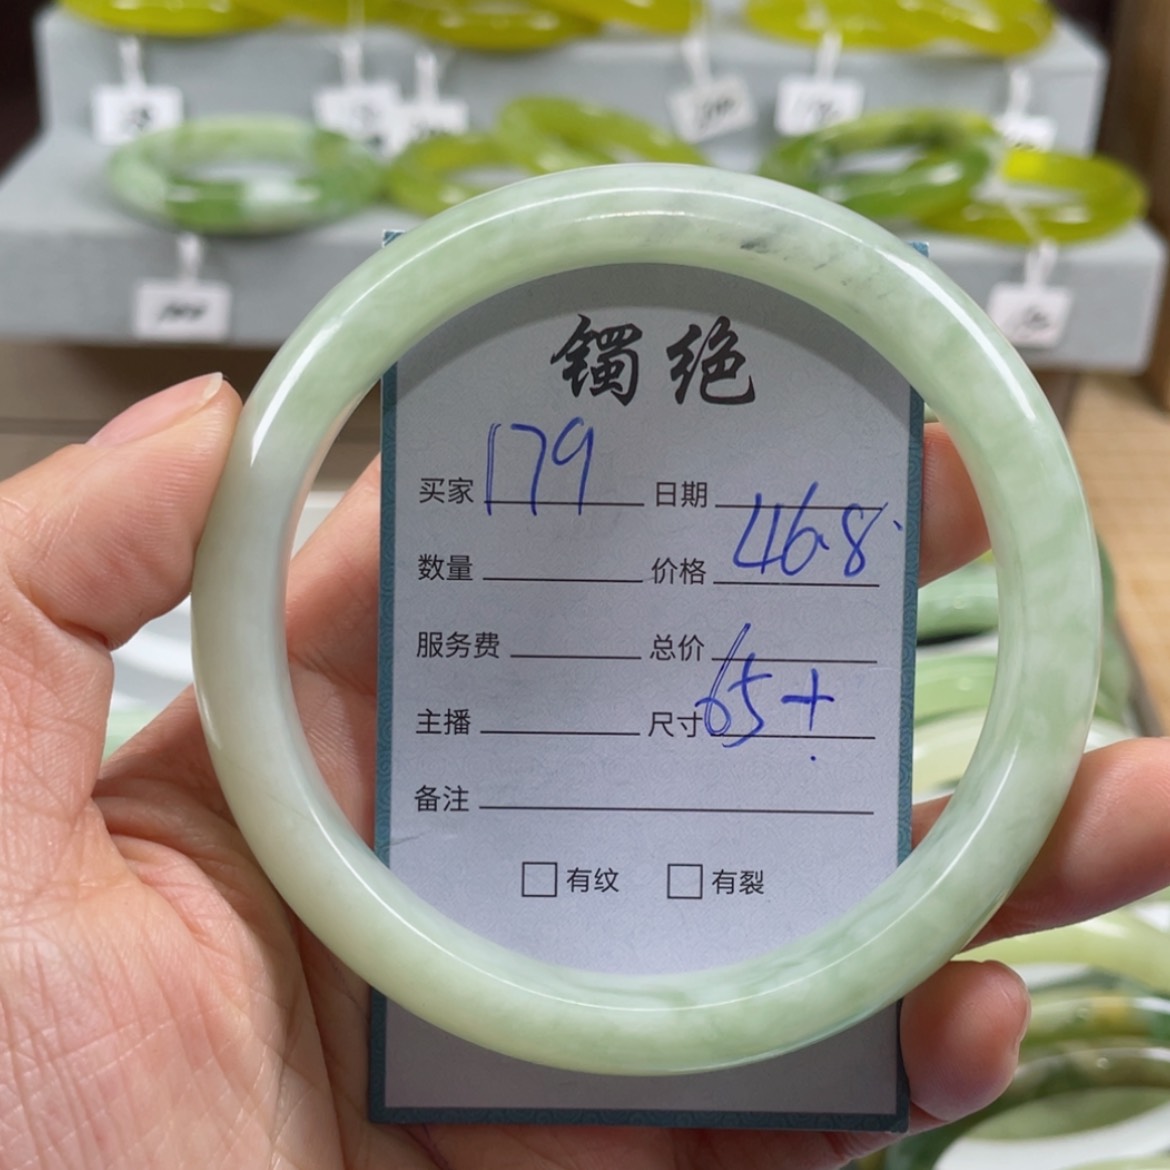 镯绝
买家 179 日期
数量 价格 46.8
服务费 总价
主播 尺寸 65+
备注
有纹 有裂